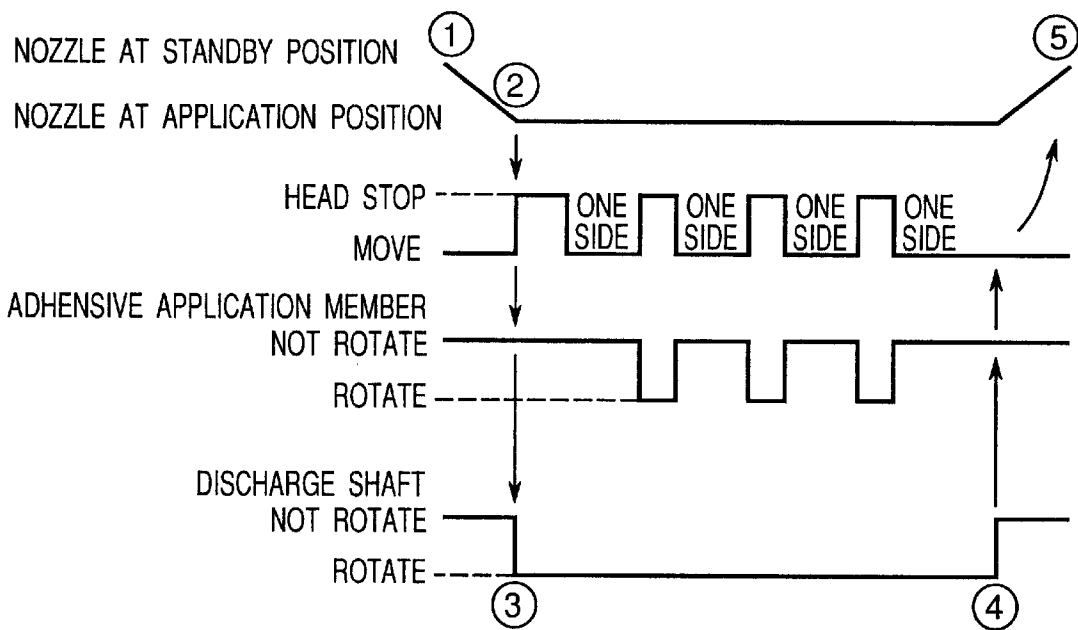 ①
⑤
NOZZLE AT STANDBY POSITION
②
NOZZLE AT APPLICATION POSITION
HEAD STOP
ONE SIDE
ONE SIDE
ONE SIDE
ONE SIDE
MOVE
ADHENSIVE APPLICATION MEMBER
NOT ROTATE
ROTATE
DISCHARGE SHAFT
NOT ROTATE
ROTATE
③
④